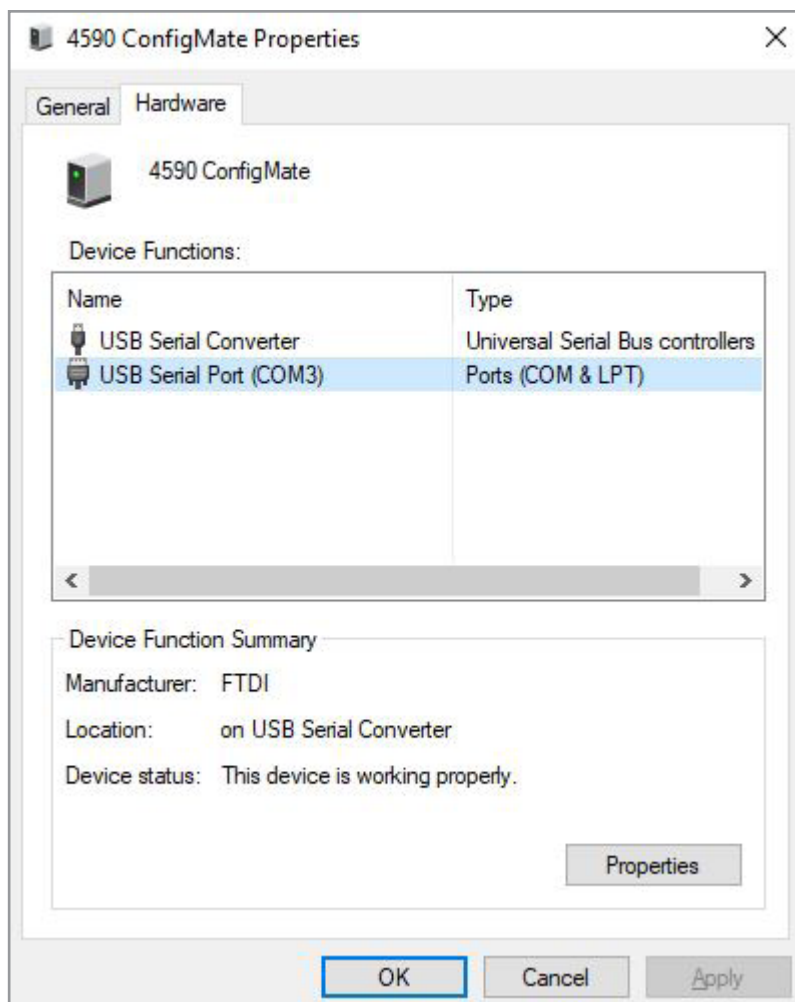 4590 ConfigMate Properties
General Hardware
4590 ConfigMate
Device Functions:
Name Type
USB Serial Converter Universal Serial Bus controllers
USB Serial Port (COM3) Ports (COM & LPT)
Device Function Summary
Manufacturer: FTDI
Location: on USB Serial Converter
Device status: This device is working properly.
Properties
OK Cancel Apply